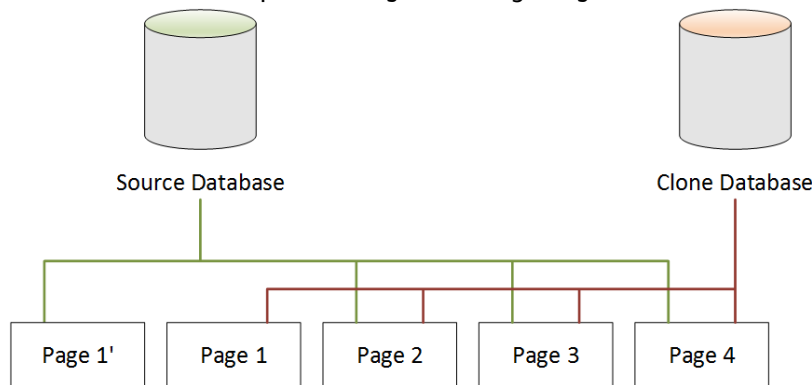 Source Database
Clone Database
Page 1'
Page 1
Page 2
Page 3
Page 4